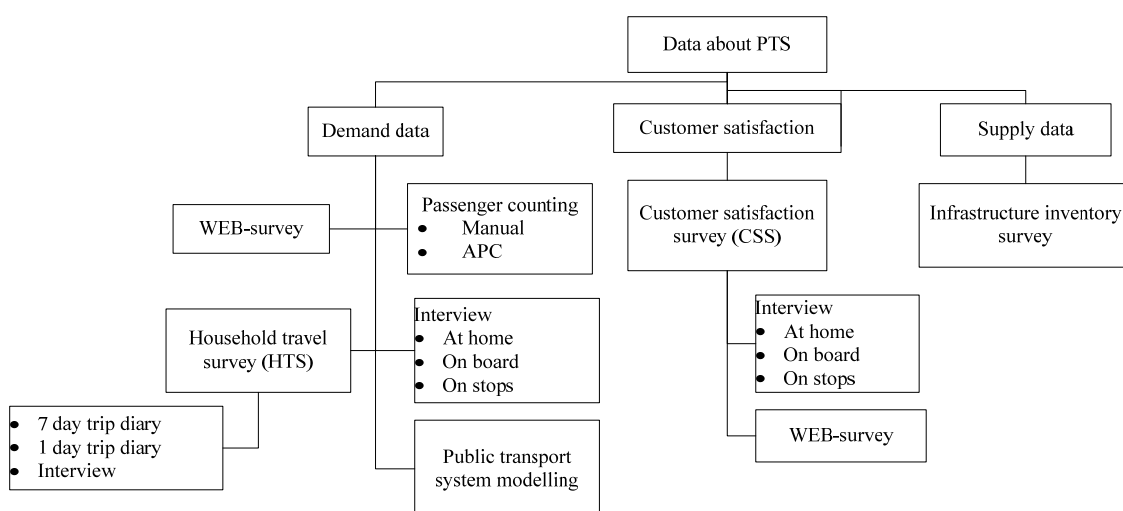 Data about PTS
Demand data
Customer satisfaction
Supply data
WEB-survey
Passenger counting
• Manual
• APC
Customer satisfaction
survey (CSS)
Infrastructure inventory
survey
Household travel
survey (HTS)
Interview
• At home
• On board
• On stops
Interview
• At home
• On board
• On stops
• 7 day trip diary
• 1 day trip diary
• Interview
Public transport
system modelling
WEB-survey